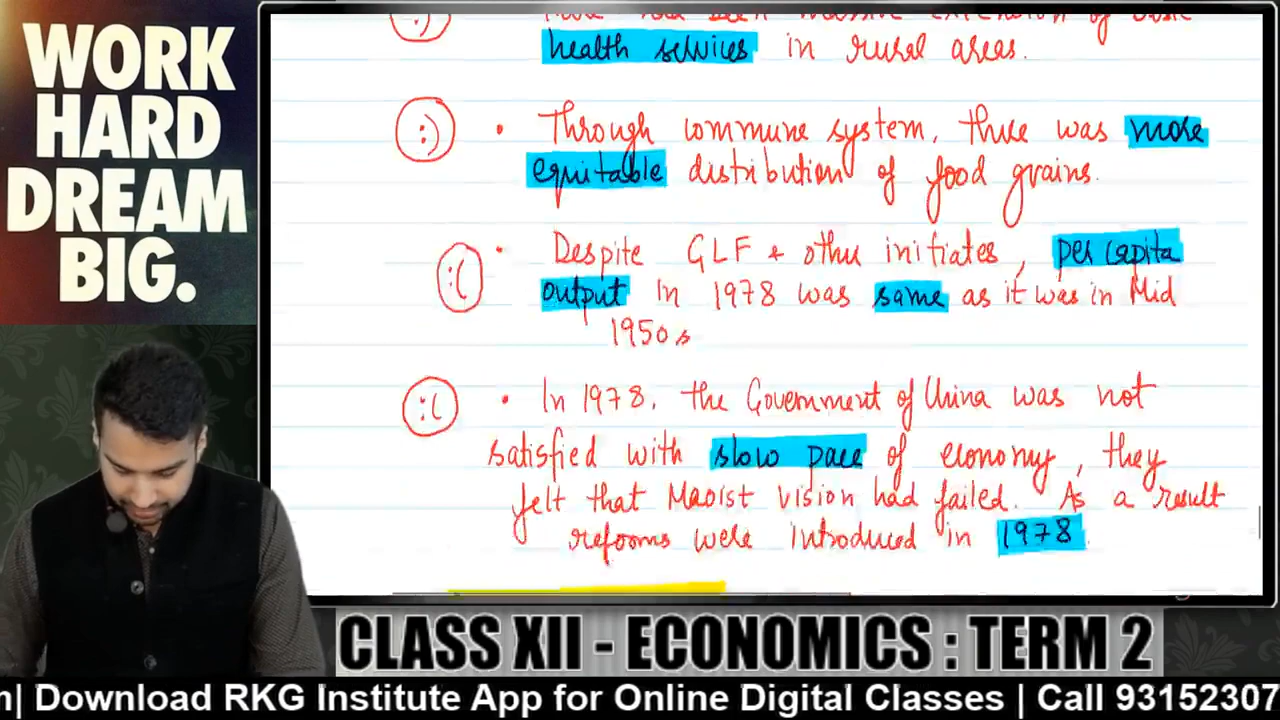 WORK
HARD
DREAM
BIG.
health services in rural areas.
:)
• Through commune system, there was more
equitable distribution of food grains.
:(
• Despite GLF & other initiates, per capita
output in 1978 was same as it was in Mid
1950s
:(
• In 1978, the Government of China was not
satisfied with slow pace of economy, they
felt that Maoist vision had failed. As a result
reforms were introduced in 1978
CLASS XII - ECONOMICS : TERM 2
| Download RKG Institute App for Online Digital Classes | Call 93152307